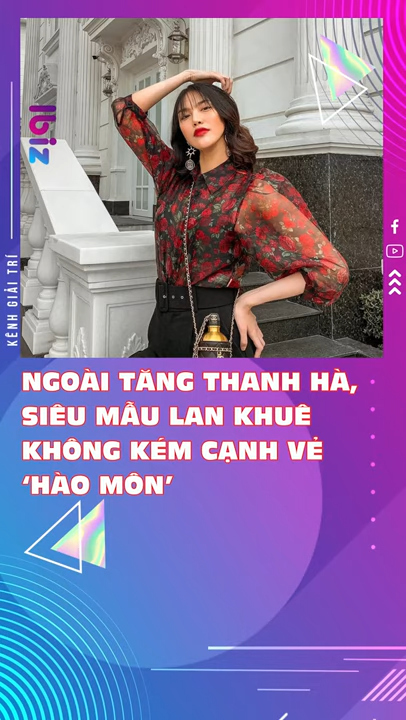 ibiz
KÊNH GIẢI TRÍ
NGOÀI TĂNG THANH HÀ,
SIÊU MẪU LAN KHUÊ
KHÔNG KÉM CẠNH VẺ
‘HÀO MÔN’